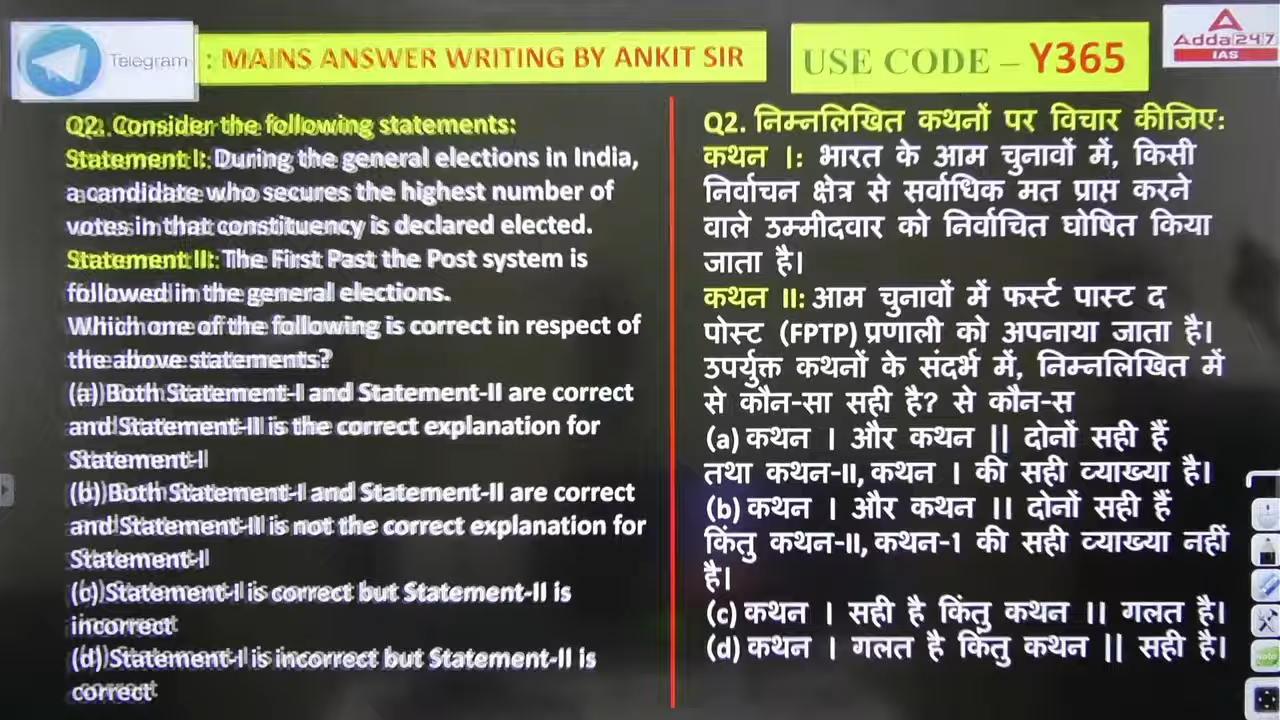 Telegram
: MAINS ANSWER WRITING BY ANKIT SIR
USE CODE – Y365
Adda247
IAS
Q2. Consider the following statements:
Statement I: During the general elections in India,
a candidate who secures the highest number of
votes in that constituency is declared elected.
Statement II: The First Past the Post system is
followed in the general elections.
Which one of the following is correct in respect of
the above statements?
(a) Both Statement-I and Statement-II are correct
and Statement-II is the correct explanation for
Statement-I
(b) Both Statement-I and Statement-II are correct
and Statement-II is not the correct explanation for
Statement-I
(c) Statement-I is correct but Statement-II is
incorrect
(d) Statement-I is incorrect but Statement-II is
correct
Q2. निम्नलिखित कथनों पर विचार कीजिए:
कथन I: भारत के आम चुनावों में, किसी
निर्वाचन क्षेत्र से सर्वाधिक मत प्राप्त करने
वाले उम्मीदवार को निर्वाचित घोषित किया
जाता है।
कथन II: आम चुनावों में फर्स्ट पास्ट द
पोस्ट (FPTP) प्रणाली को अपनाया जाता है।
उपर्युक्त कथनों के संदर्भ में, निम्नलिखित में
से कौन-सा सही है? से कौन-स
(a) कथन । और कथन || दोनों सही हैं
तथा कथन-II, कथन । की सही व्याख्या है।
(b) कथन । और कथन ।। दोनों सही हैं
किंतु कथन-II, कथन-1 की सही व्याख्या नहीं
है।
(c) कथन । सही है किंतु कथन ।। गलत है।
(d) कथन । गलत है किंतु कथन || सही है।